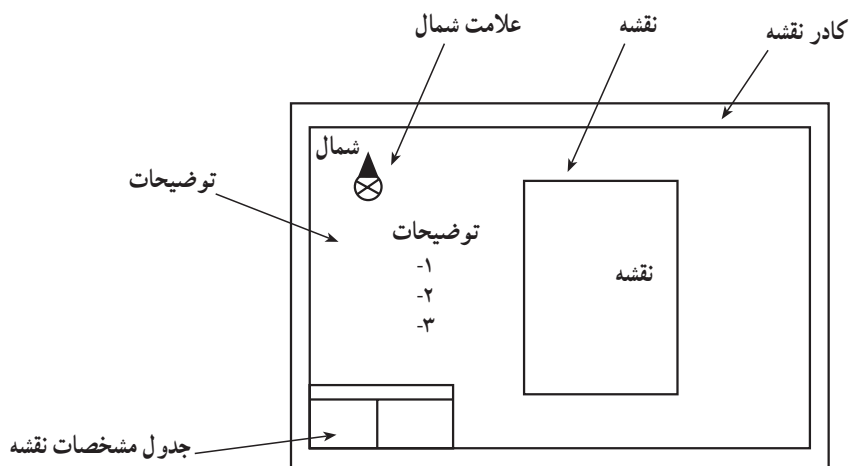 کادر نقشه
نقشه
علامت شمال
شمال
توضیحات
توضیحات
۱-
۲-
۳-
نقشه
جدول مشخصات نقشه